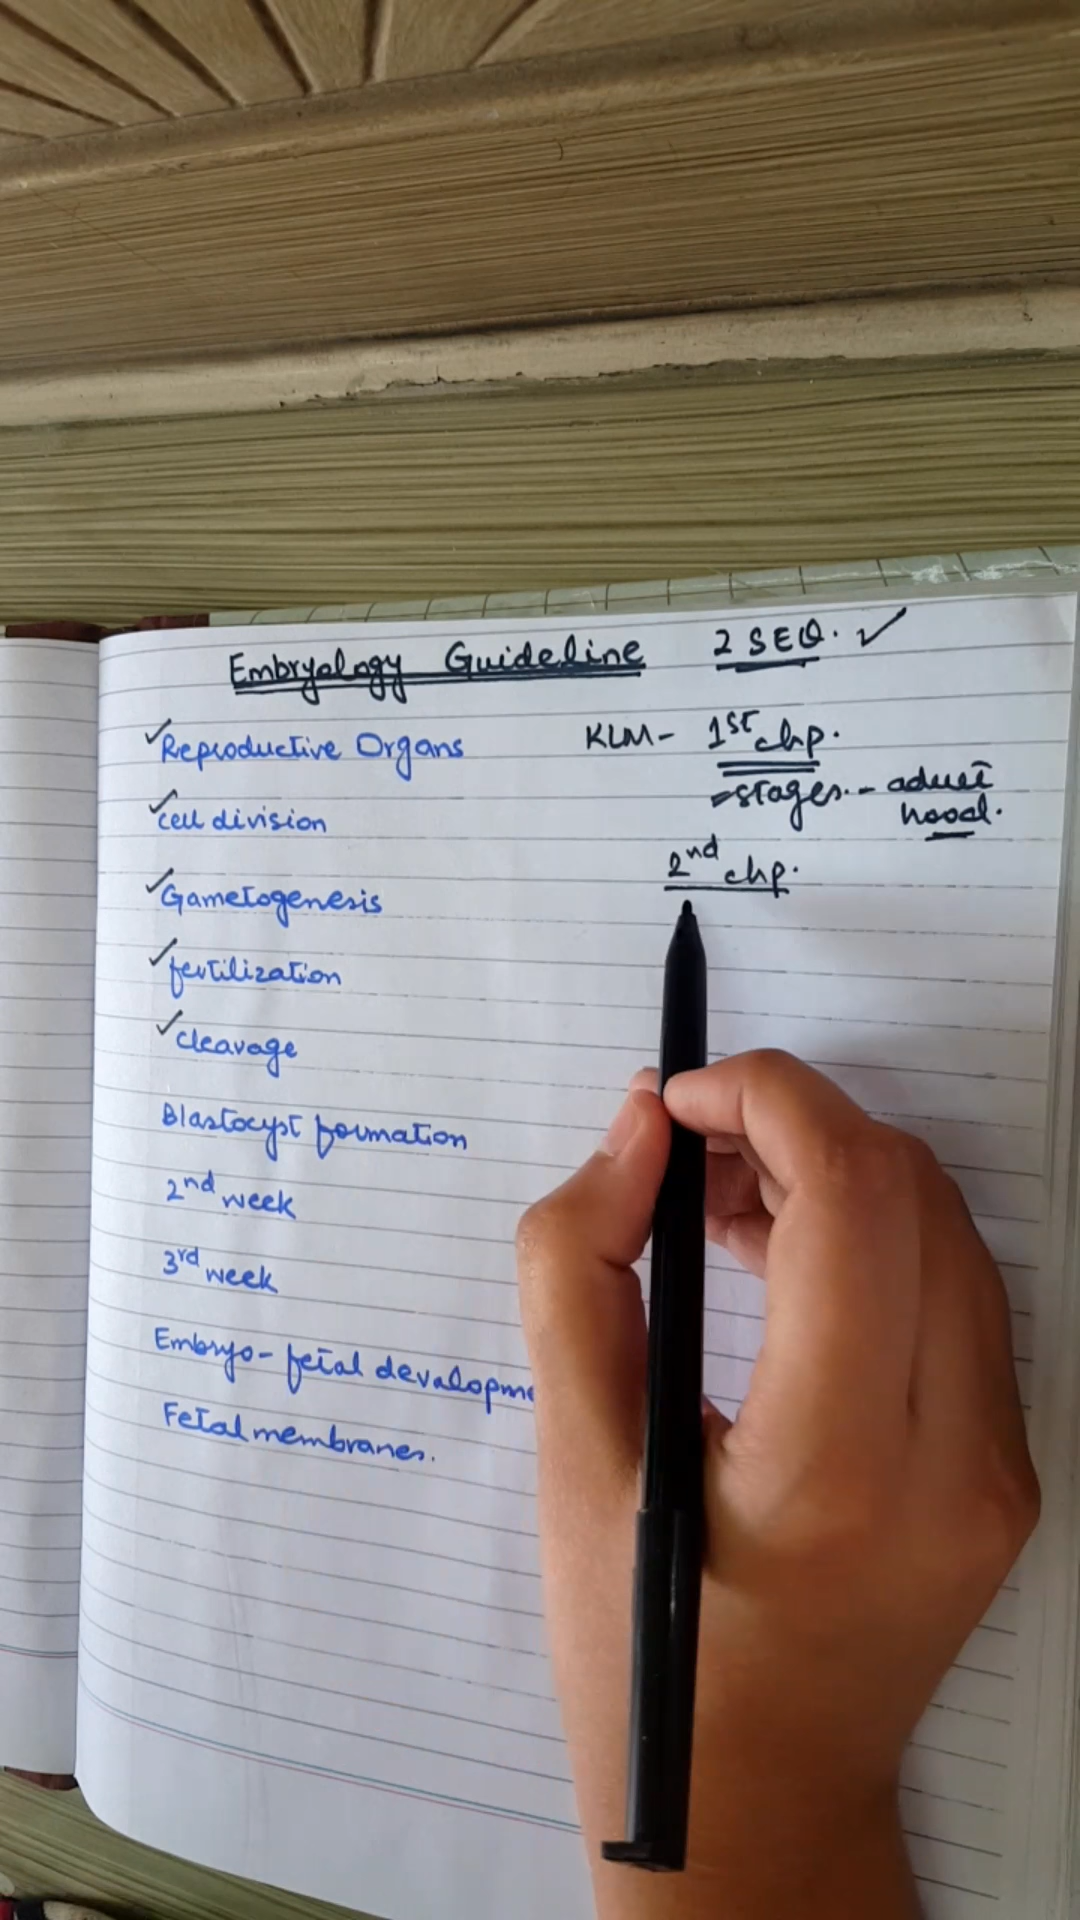 Embryology Guideline 2 SEQ.
Reproductive Organs KLM - 1st chp.
stages. - adult
hood.
cell division
2nd chp.
Gametogenesis
fertilization
cleavage
Blastocyst formation
2nd week
3rd week
Embryo - fetal developme
Fetal membranes.